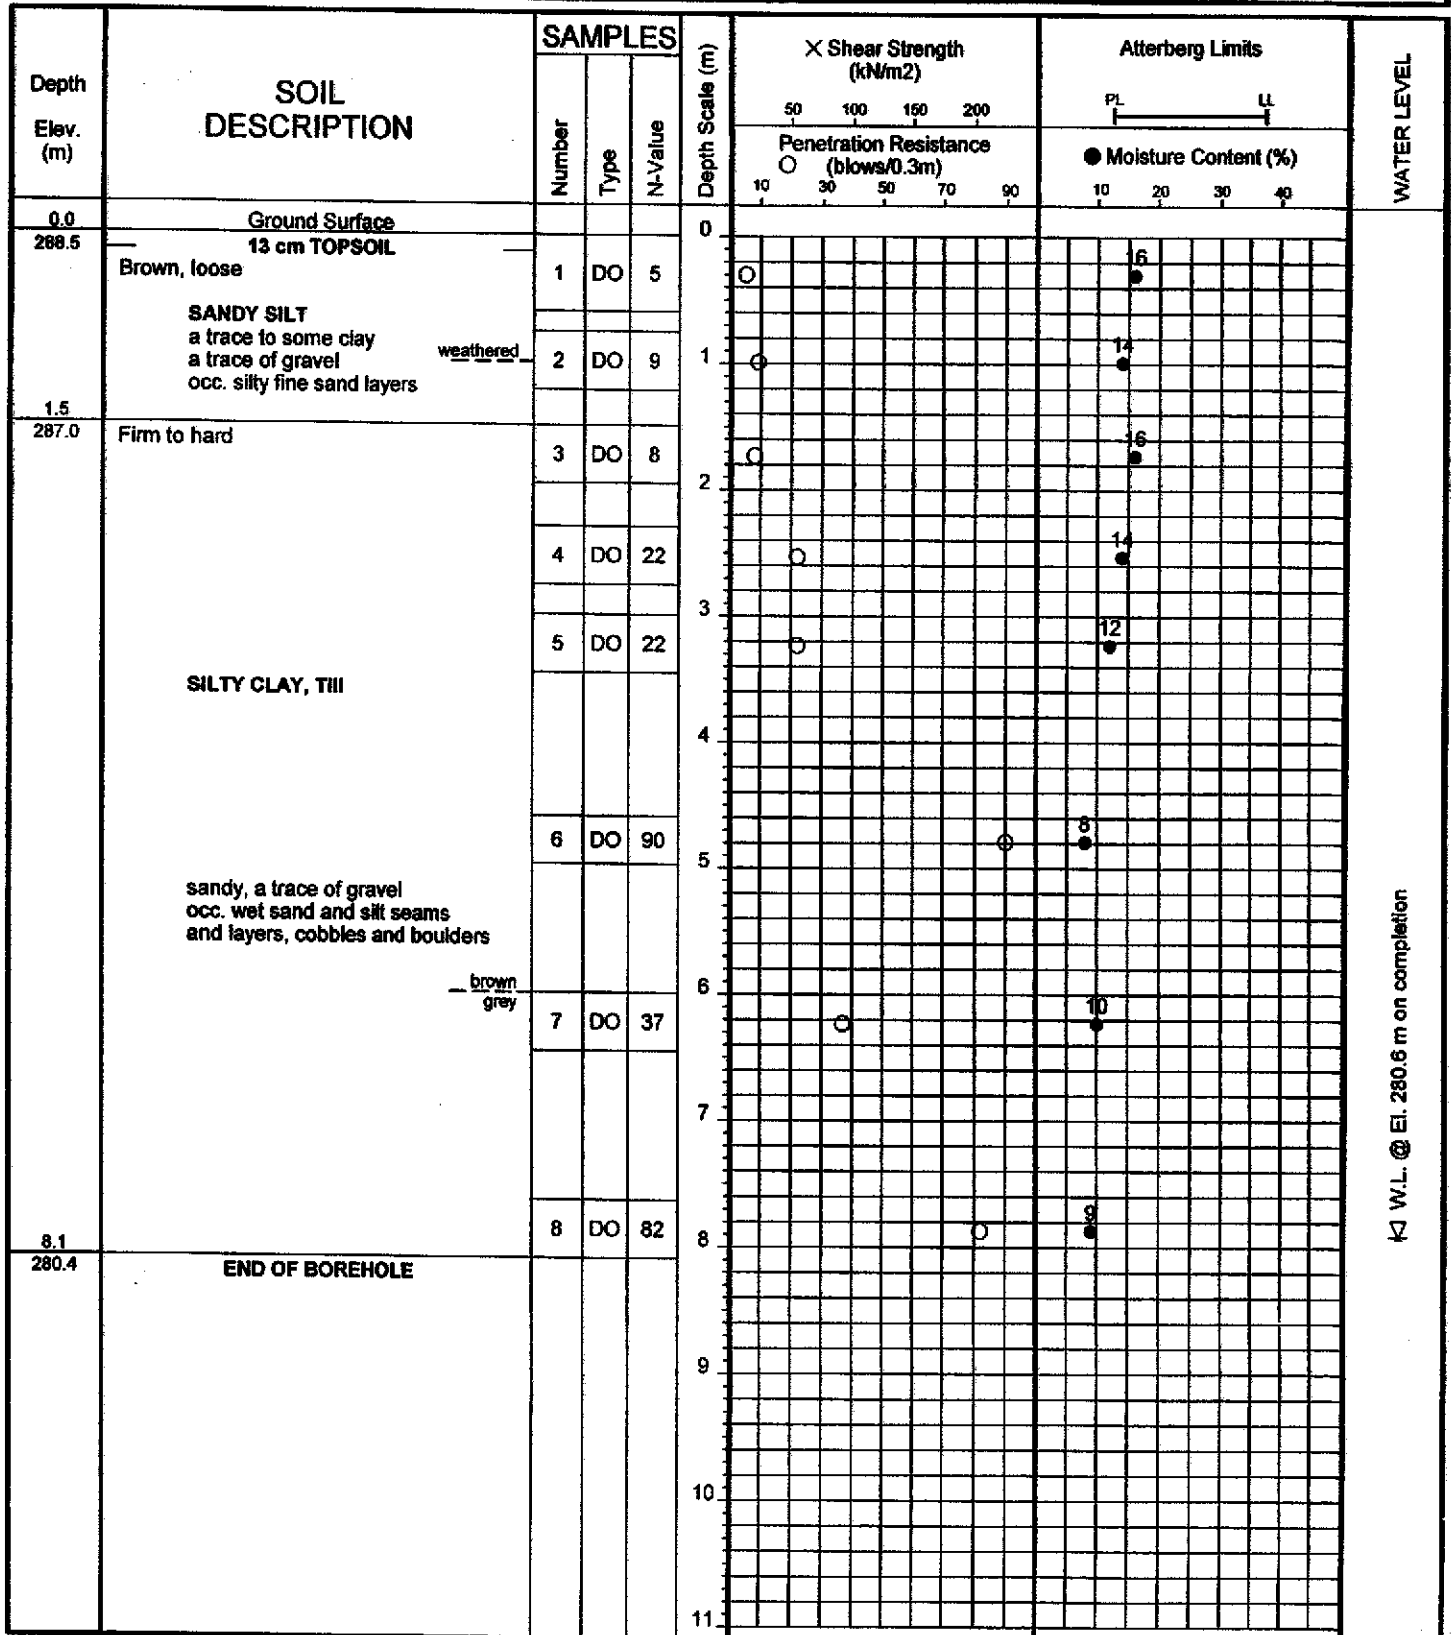 Depth
Elev.
(m)
SOIL
DESCRIPTION
SAMPLES
Number
Type
N-Value
Depth Scale (m)
× Shear Strength
(kN/m2)
50 100 150 200
Penetration Resistance
○ (blows/0.3m)
10 30 50 70 90
Atterberg Limits
PL LL
● Moisture Content (%)
10 20 30 40
WATER LEVEL
0.0 Ground Surface 0
288.5 13 cm TOPSOIL
Brown, loose
1 DO 5 16
SANDY SILT
a trace to some clay
a trace of gravel
occ. silty fine sand layers
weathered
2 DO 9 1 14
1.5
287.0 Firm to hard
3 DO 8 16
2
4 DO 22 14
3
5 DO 22 12
SILTY CLAY, Till
4
6 DO 90 8
5
sandy, a trace of gravel
occ. wet sand and silt seams
and layers, cobbles and boulders
brown
grey
6
7 DO 37 10
7
8 DO 82 9
8
8.1
280.4 END OF BOREHOLE
9
10
11
W.L. @ El. 280.6 m on completion